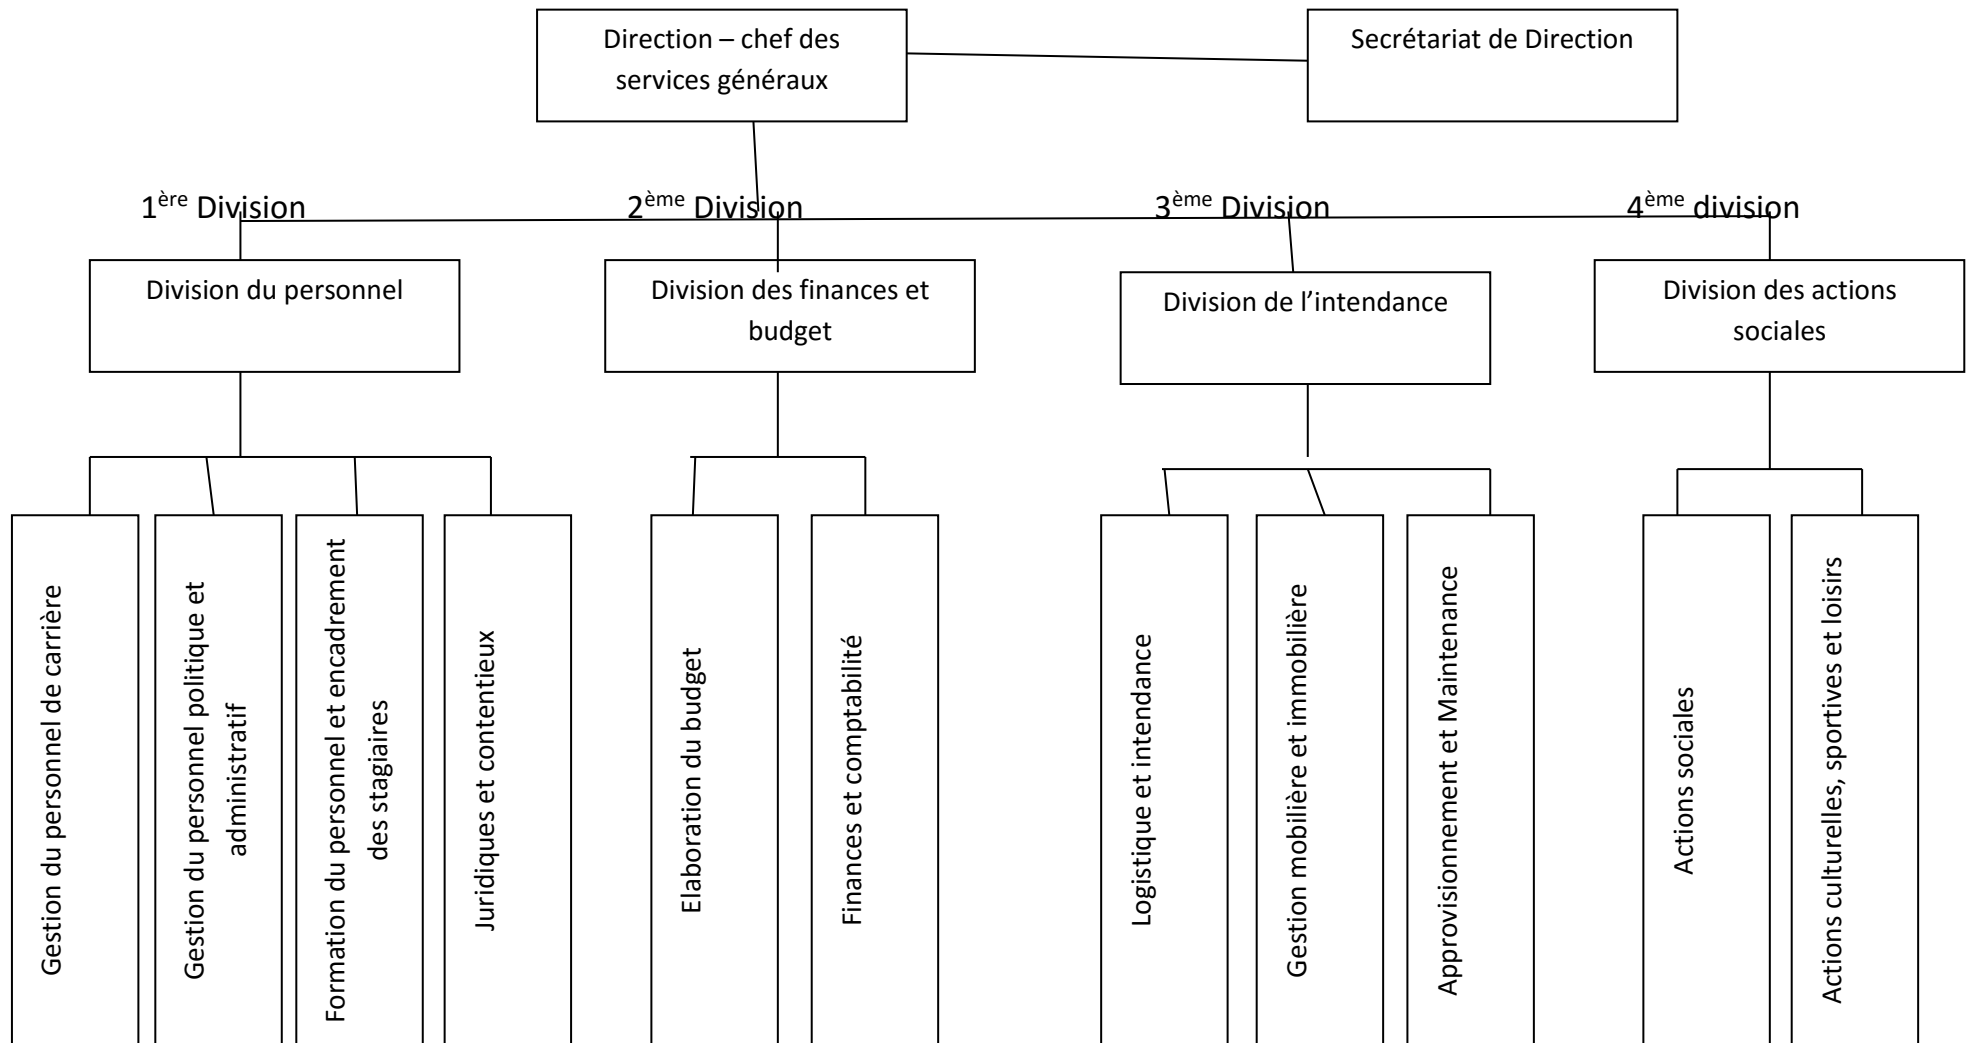 Direction – chef des
services généraux
Secrétariat de Direction
1ère Division
2ème Division
3ème Division
4ème division
Division du personnel
Division des finances et
budget
Division de l’intendance
Division des actions
sociales
Gestion du personnel de carrière
Gestion du personnel politique et
administratif
Formation du personnel et encadrement
des stagiaires
Juridiques et contentieux
Elaboration du budget
Finances et comptabilité
Logistique et intendance
Gestion mobilière et immobilière
Approvisionnement et Maintenance
Actions sociales
Actions culturelles, sportives et loisirs